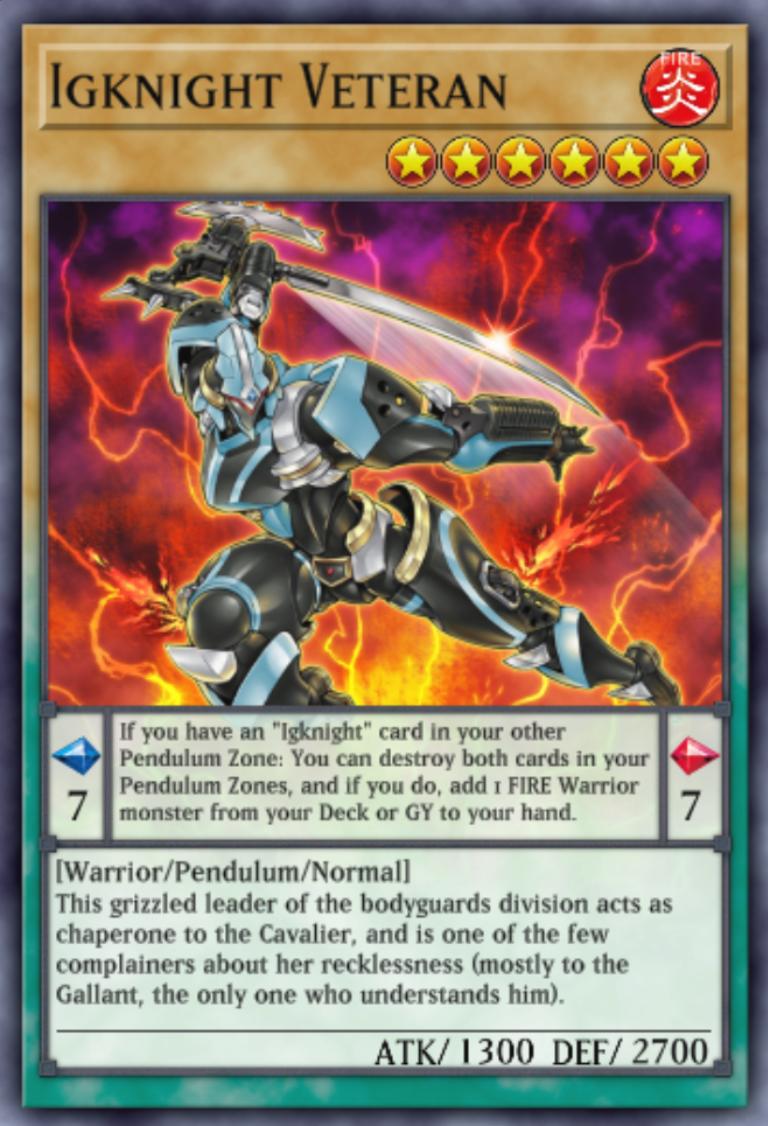 Igknight Veteran
FIRE
炎
If you have an "Igknight" card in your other
Pendulum Zone: You can destroy both cards in your
Pendulum Zones, and if you do, add 1 FIRE Warrior
monster from your Deck or GY to your hand.
7
7
[Warrior/Pendulum/Normal]
This grizzled leader of the bodyguards division acts as
chaperone to the Cavalier, and is one of the few
complainers about her recklessness (mostly to the
Gallant, the only one who understands him).
ATK/ 1300 DEF/ 2700